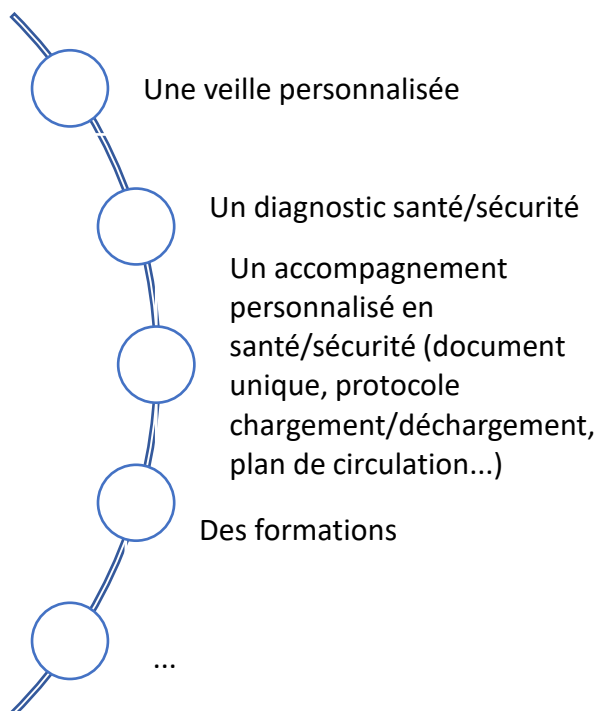 Une veille personnalisée
Un diagnostic santé/sécurité
Un accompagnement
personnalisé en
santé/sécurité (document
unique, protocole
chargement/déchargement,
plan de circulation...)
Des formations
...